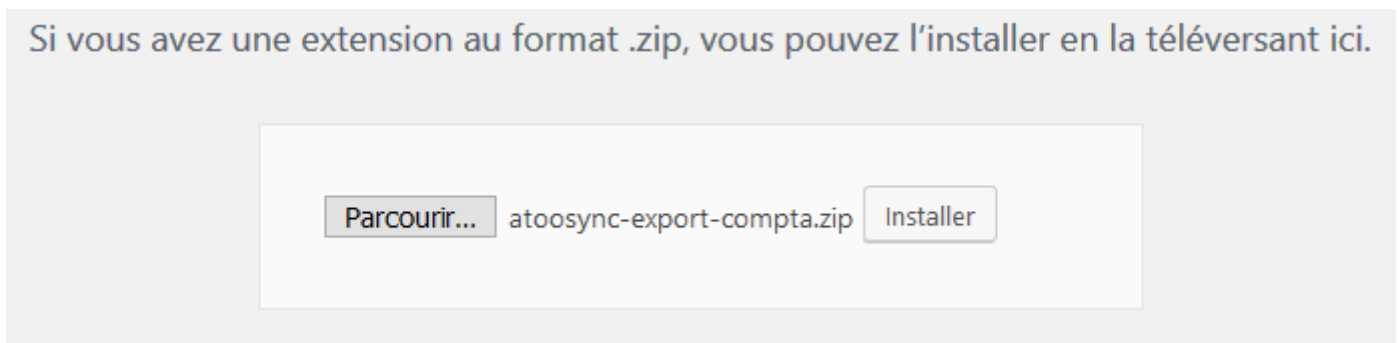 Si vous avez une extension au format .zip, vous pouvez l’installer en la téléversant ici.
Parcourir... atoosync-export-compta.zip Installer